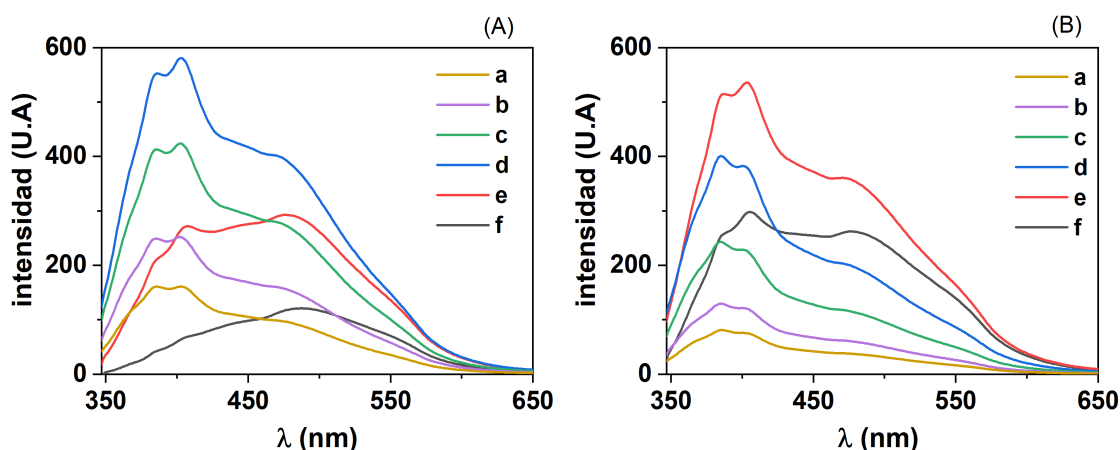 (A)
600
400
200
0
350
450
550
650
intensidad (U.A)
λ (nm)
a
b
c
d
e
f
(B)
600
400
200
0
350
450
550
650
intensidad (U.A)
λ (nm)
a
b
c
d
e
f